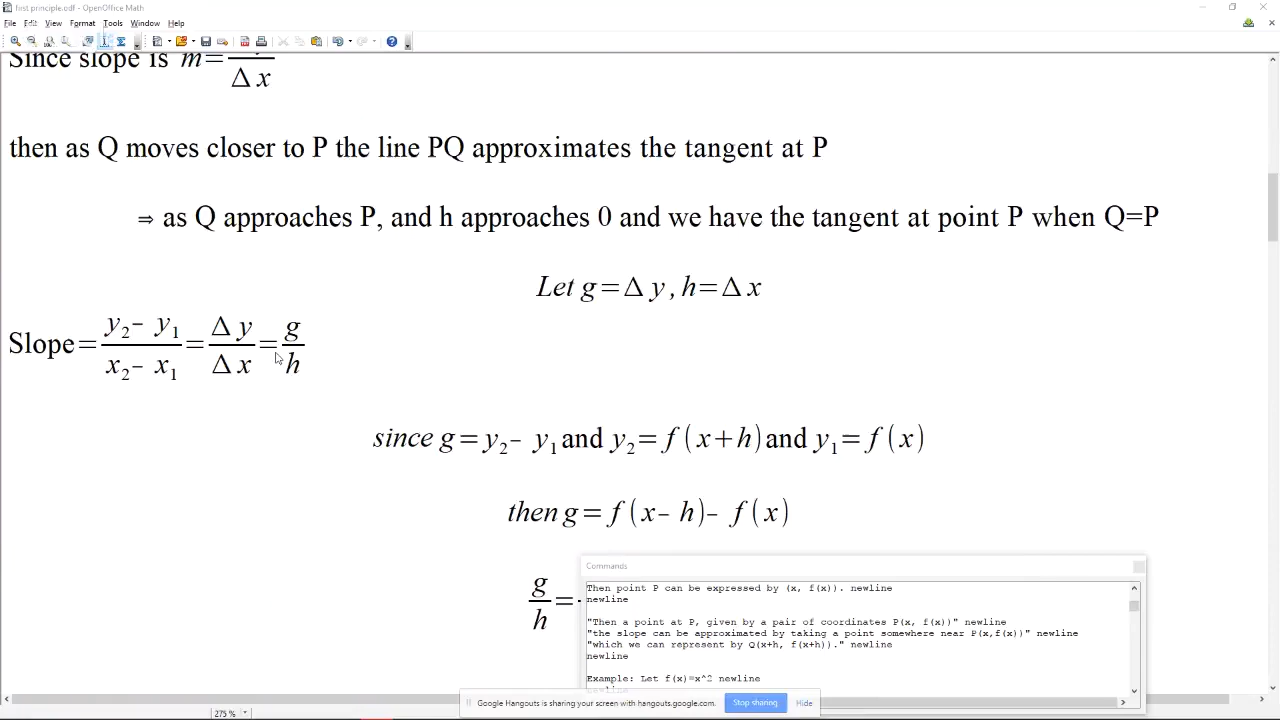 first principle.odf - OpenOffice Math
File Edit View Format Tools Window Help
Since slope is m= Δ x
then as Q moves closer to P the line PQ approximates the tangent at P
⇒ as Q approaches P, and h approaches 0 and we have the tangent at point P when Q=P
Let g=Δ y, h=Δ x
Slope= y₂− y₁ / x₂− x₁ = Δ y / Δ x = g / h
since g=y₂− y₁ and y₂=f(x+h) and y₁=f(x)
then g=f(x− h)− f(x)
g / h =
Commands
Then point P can be expressed by (x, f(x)). newline
newline
"Then a point at P, given by a pair of coordinates P(x, f(x))" newline
"the slope can be approximated by taking a point somewhere near P(x,f(x))" newline
"which we can represent by Q(x+h, f(x+h))." newline
newline
Example: Let f(x)=x^2 newline
Google Hangouts is sharing your screen with hangouts.google.com. Stop sharing Hide
275 %